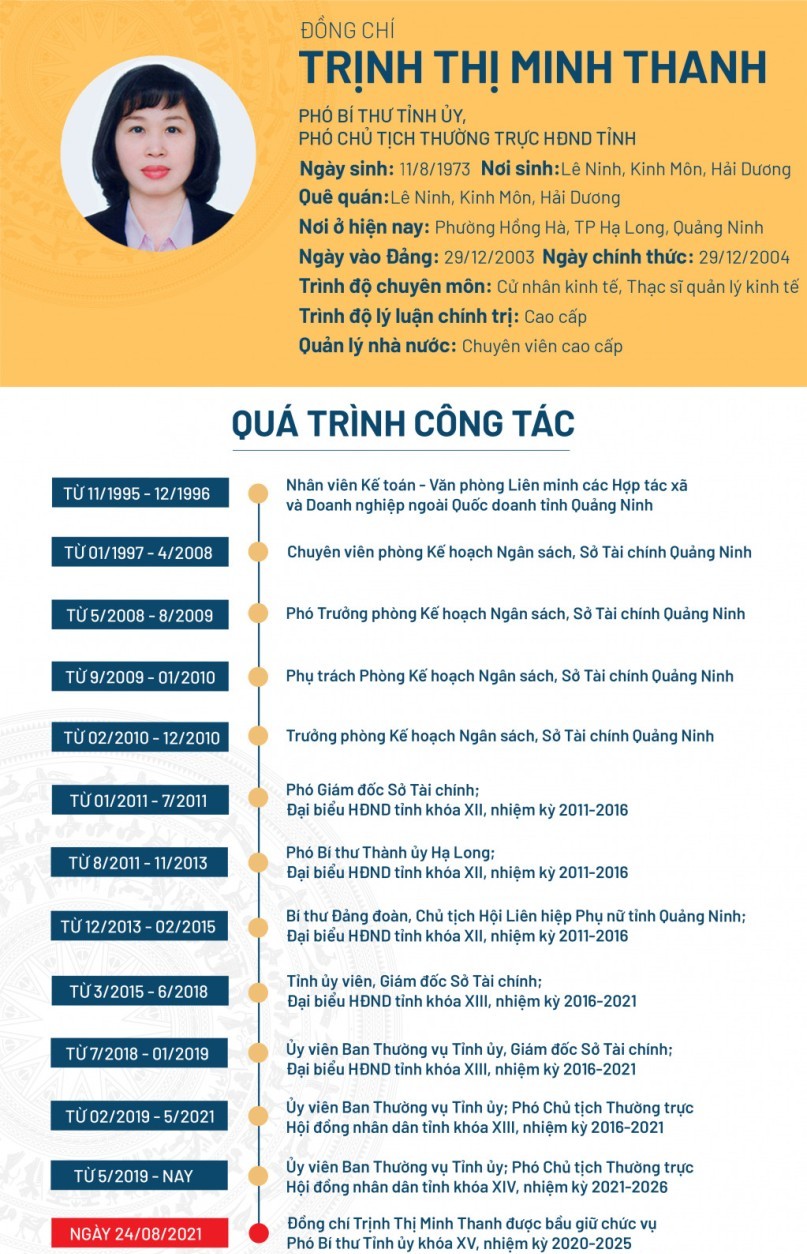 ĐỒNG CHÍ
TRỊNH THỊ MINH THANH
PHÓ BÍ THƯ TỈNH ỦY,
PHÓ CHỦ TỊCH THƯỜNG TRỰC HĐND TỈNH
Ngày sinh: 11/8/1973 Nơi sinh:Lê Ninh, Kinh Môn, Hải Dương
Quê quán:Lê Ninh, Kinh Môn, Hải Dương
Nơi ở hiện nay: Phường Hồng Hà, TP Hạ Long, Quảng Ninh
Ngày vào Đảng: 29/12/2003 Ngày chính thức: 29/12/2004
Trình độ chuyên môn: Cử nhân kinh tế, Thạc sĩ quản lý kinh tế
Trình độ lý luận chính trị: Cao cấp
Quản lý nhà nước: Chuyên viên cao cấp
QUÁ TRÌNH CÔNG TÁC
TỪ 11/1995 - 12/1996
Nhân viên Kế toán - Văn phòng Liên minh các Hợp tác xã
và Doanh nghiệp ngoài Quốc doanh tỉnh Quảng Ninh
TỪ 01/1997 - 4/2008
Chuyên viên phòng Kế hoạch Ngân sách, Sở Tài chính Quảng Ninh
TỪ 5/2008 - 8/2009
Phó Trưởng phòng Kế hoạch Ngân sách, Sở Tài chính Quảng Ninh
TỪ 9/2009 - 01/2010
Phụ trách Phòng Kế hoạch Ngân sách, Sở Tài chính Quảng Ninh
TỪ 02/2010 - 12/2010
Trưởng phòng Kế hoạch Ngân sách, Sở Tài chính Quảng Ninh
TỪ 01/2011 - 7/2011
Phó Giám đốc Sở Tài chính;
Đại biểu HĐND tỉnh khóa XII, nhiệm kỳ 2011-2016
TỪ 8/2011 - 11/2013
Phó Bí thư Thành ủy Hạ Long;
Đại biểu HĐND tỉnh khóa XII, nhiệm kỳ 2011-2016
TỪ 12/2013 - 02/2015
Bí thư Đảng đoàn, Chủ tịch Hội Liên hiệp Phụ nữ tỉnh Quảng Ninh;
Đại biểu HĐND tỉnh khóa XII, nhiệm kỳ 2011-2016
TỪ 3/2015 - 6/2018
Tỉnh ủy viên, Giám đốc Sở Tài chính;
Đại biểu HĐND tỉnh khóa XIII, nhiệm kỳ 2016-2021
TỪ 7/2018 - 01/2019
Ủy viên Ban Thường vụ Tỉnh ủy, Giám đốc Sở Tài chính;
Đại biểu HĐND tỉnh khóa XIII, nhiệm kỳ 2016-2021
TỪ 02/2019 - 5/2021
Ủy viên Ban Thường vụ Tỉnh ủy; Phó Chủ tịch Thường trực
Hội đồng nhân dân tỉnh khóa XIII, nhiệm kỳ 2016-2021
TỪ 5/2019 - NAY
Ủy viên Ban Thường vụ Tỉnh ủy; Phó Chủ tịch Thường trực
Hội đồng nhân dân tỉnh khóa XIV, nhiệm kỳ 2021-2026
NGÀY 24/08/2021
Đồng chí Trịnh Thị Minh Thanh được bầu giữ chức vụ
Phó Bí thư Tỉnh ủy khóa XV, nhiệm kỳ 2020-2025